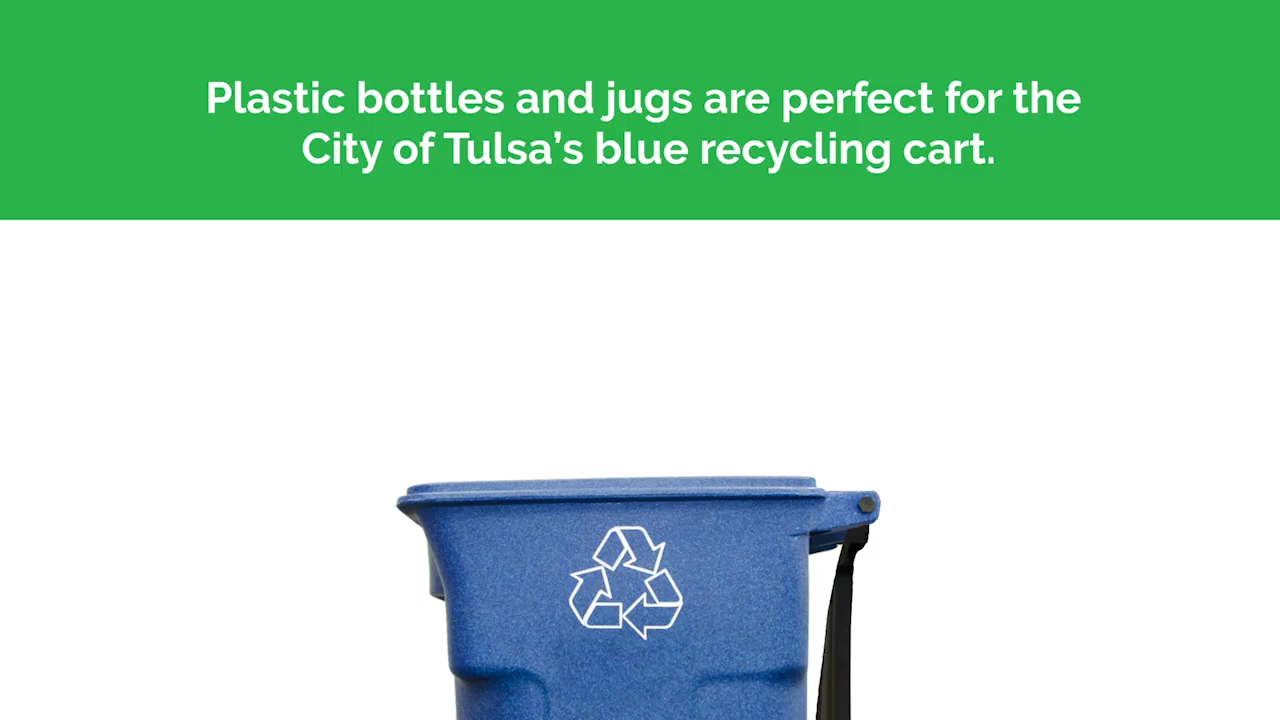 Plastic bottles and jugs are perfect for the
City of Tulsa’s blue recycling cart.